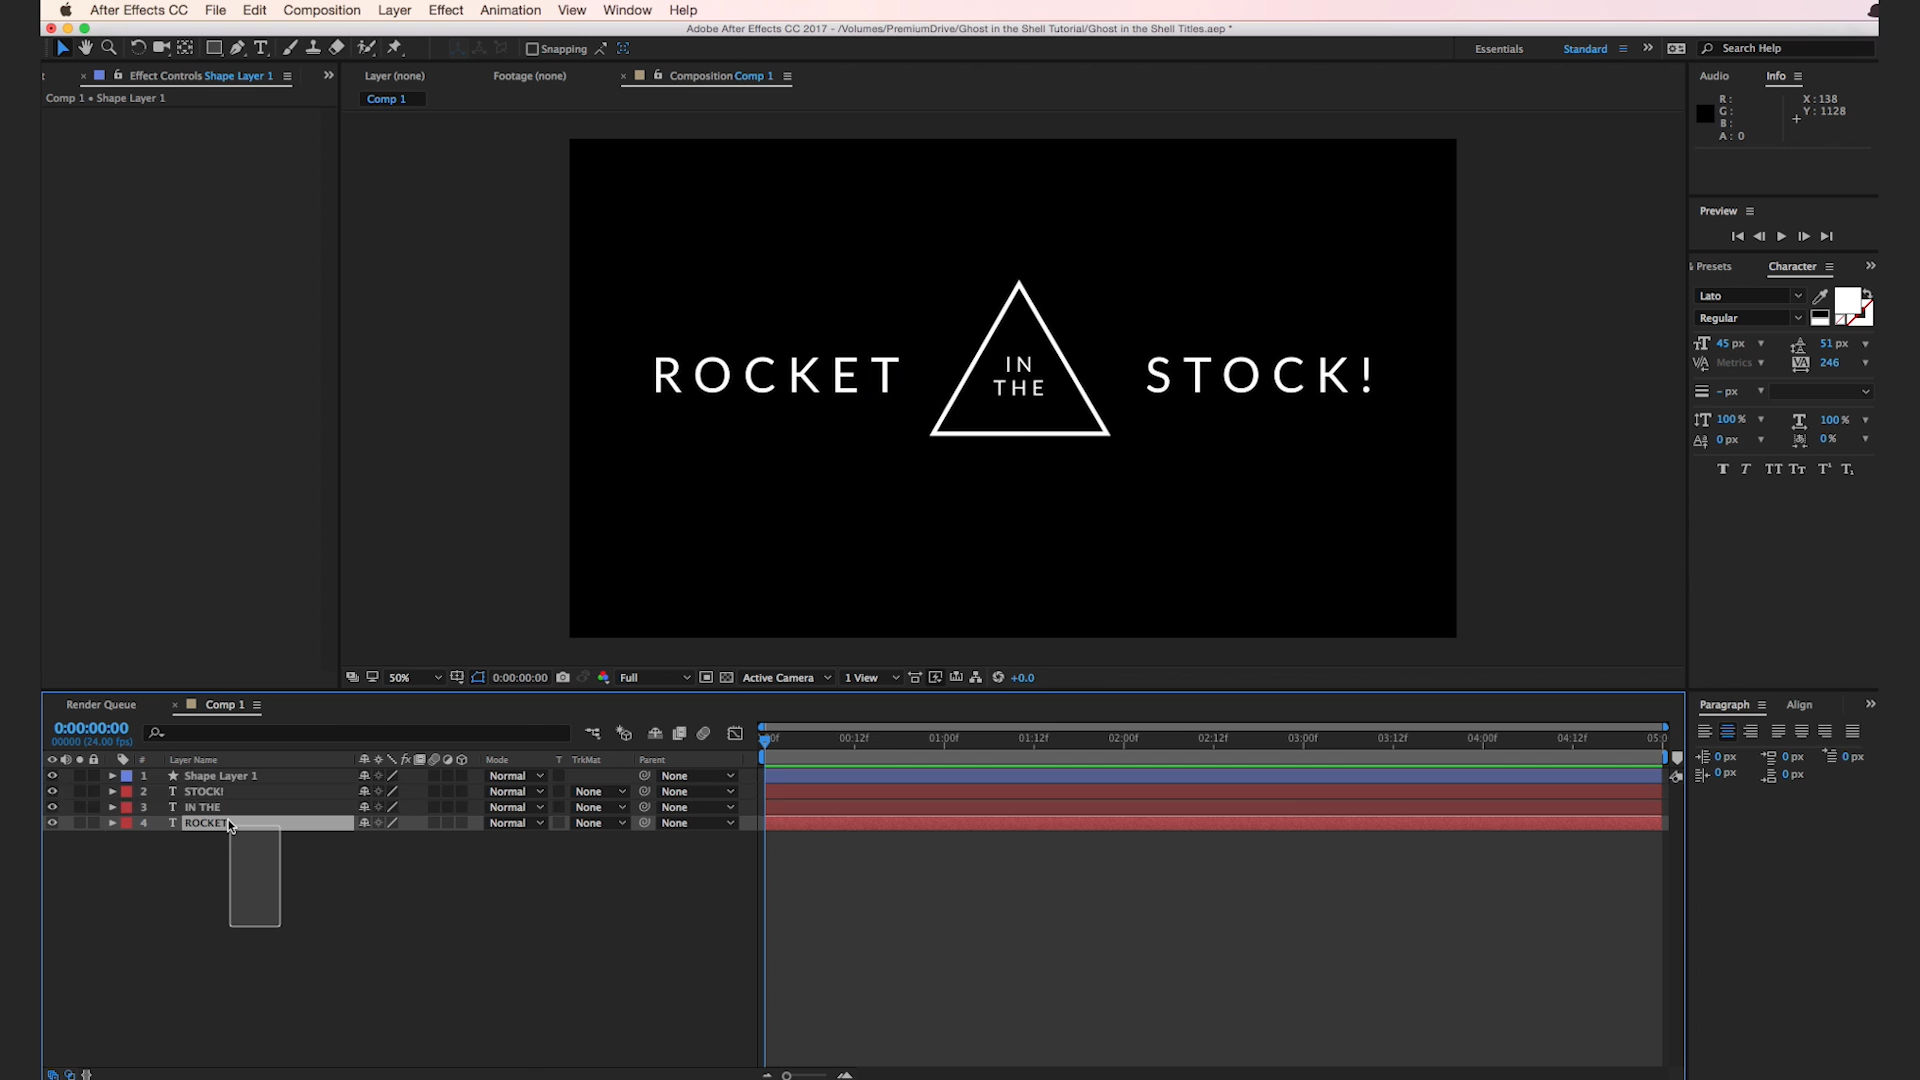 After Effects CC File Edit Composition Layer Effect Animation View Window Help
Adobe After Effects CC 2017 - /Volumes/PremiumDrive/Ghost in the Shell Tutorial/Ghost in the Shell Titles.aep *
Snapping Essentials Standard Search Help
Effect Controls Shape Layer 1 Layer (none) Footage (none) Composition Comp 1 Audio Info
Comp 1 • Shape Layer 1
Comp 1
R: X: 138
G: Y: 1128
B:
A: 0
Preview
Presets Character
Lato
Regular
45 px 51 px
Metrics 246
- px
100 % 100 %
0 px 0 %
ROCKET IN THE STOCK!
50% 0:00:00:00 Full Active Camera 1 View +0.0
Render Queue Comp 1 Paragraph Align
0:00:00:00
00000 (24.00 fps)
00:12f 01:00f 01:12f 02:00f 02:12f 03:00f 03:12f 04:00f 04:12f 05:0
0 px 0 px 0 px
0 px 0 px
# Layer Name Mode T TrkMat Parent
1 Shape Layer 1 Normal None
2 STOCK! Normal None None
3 IN THE Normal None None
4 ROCKET Normal None None